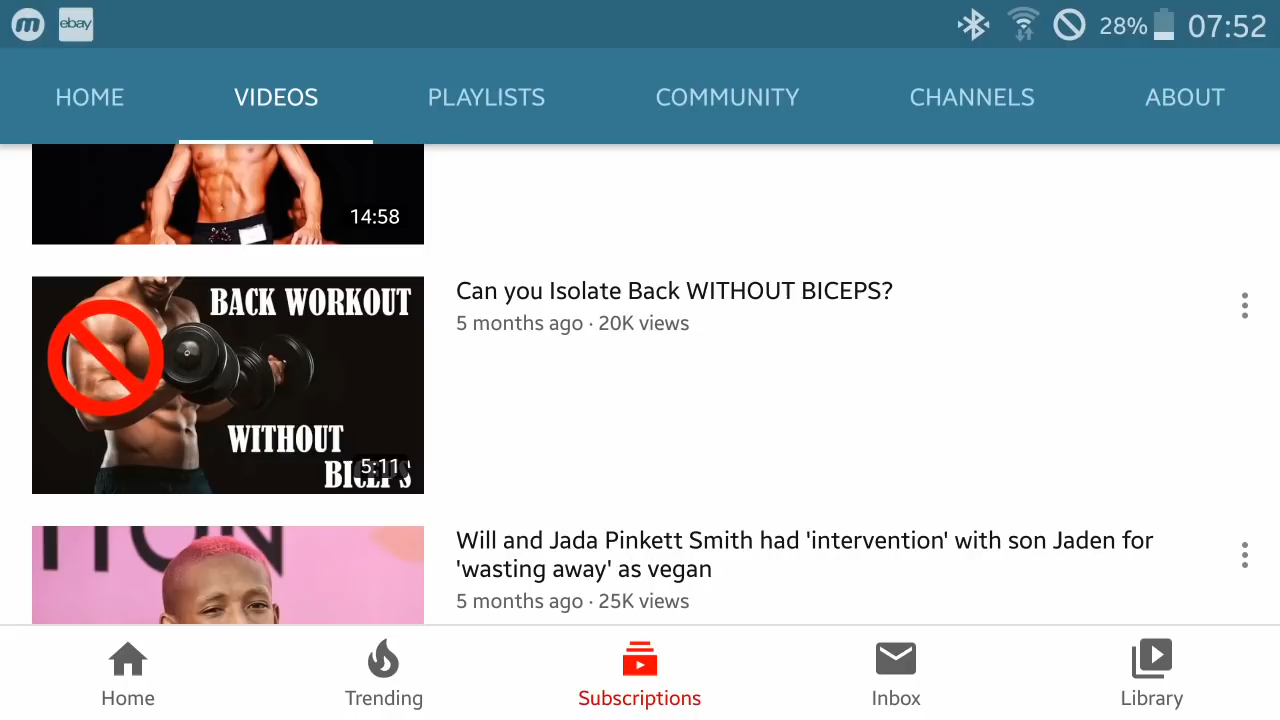 m ebay 28% 07:52
HOME VIDEOS PLAYLISTS COMMUNITY CHANNELS ABOUT
14:58
BACK WORKOUT
WITHOUT
BICEPS
5:11
Can you Isolate Back WITHOUT BICEPS?
5 months ago · 20K views
Will and Jada Pinkett Smith had 'intervention' with son Jaden for
'wasting away' as vegan
5 months ago · 25K views
Home Trending Subscriptions Inbox Library